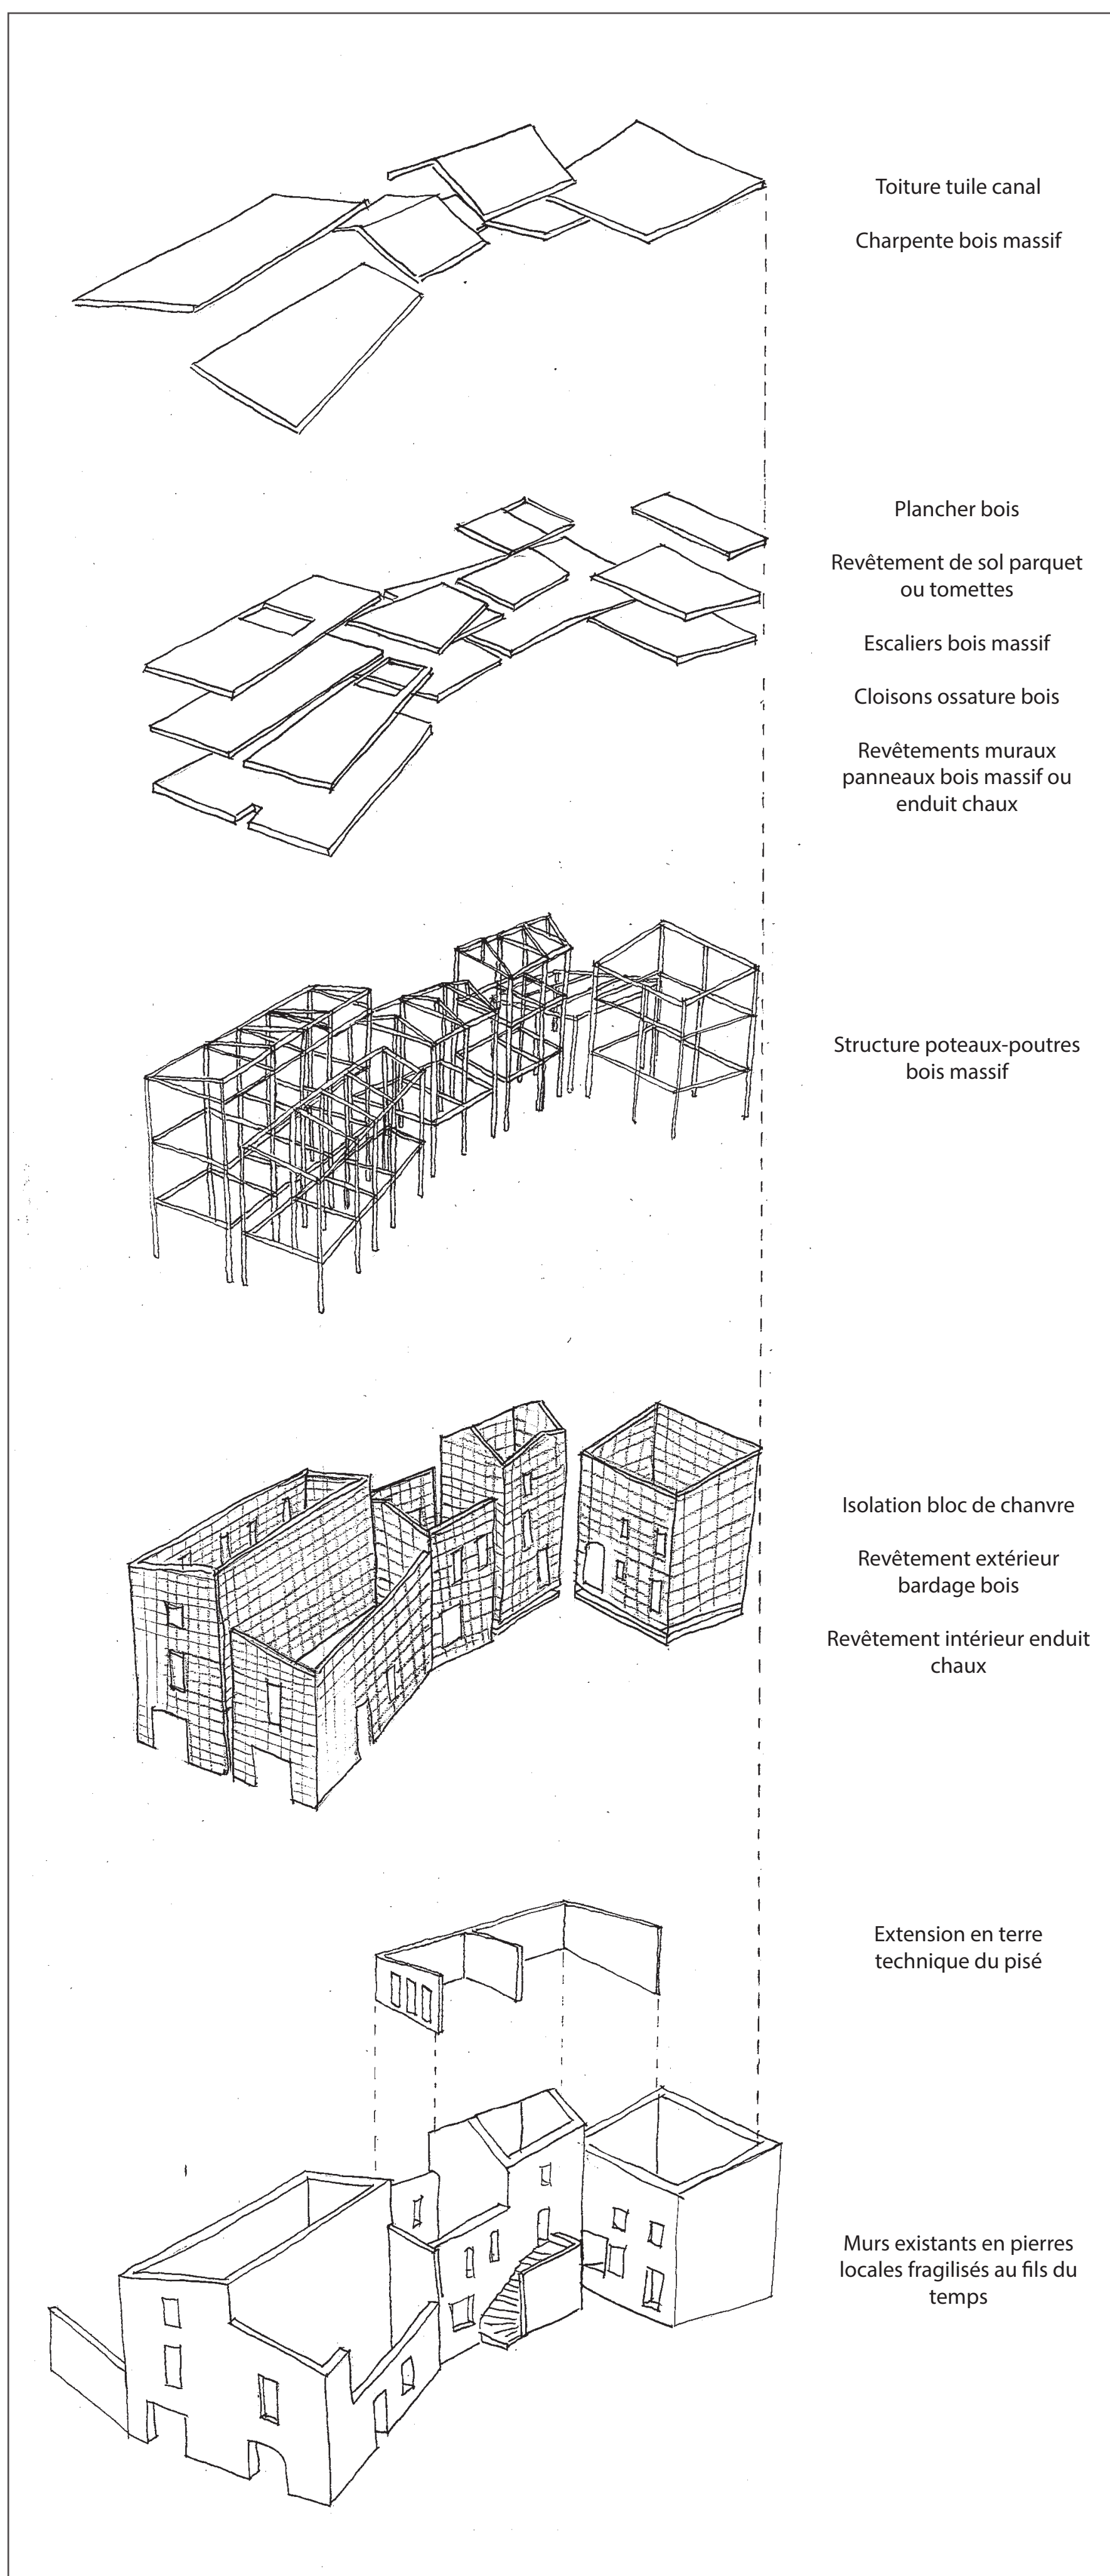 Toiture tuile canal
Charpente bois massif
Plancher bois
Revêtement de sol parquet
ou tomettes
Escaliers bois massif
Cloisons ossature bois
Revêtements muraux
panneaux bois massif ou
enduit chaux
Structure poteaux-poutres
bois massif
Isolation bloc de chanvre
Revêtement extérieur
bardage bois
Revêtement intérieur enduit
chaux
Extension en terre
technique du pisé
Murs existants en pierres
locales fragilisés au fils du
temps